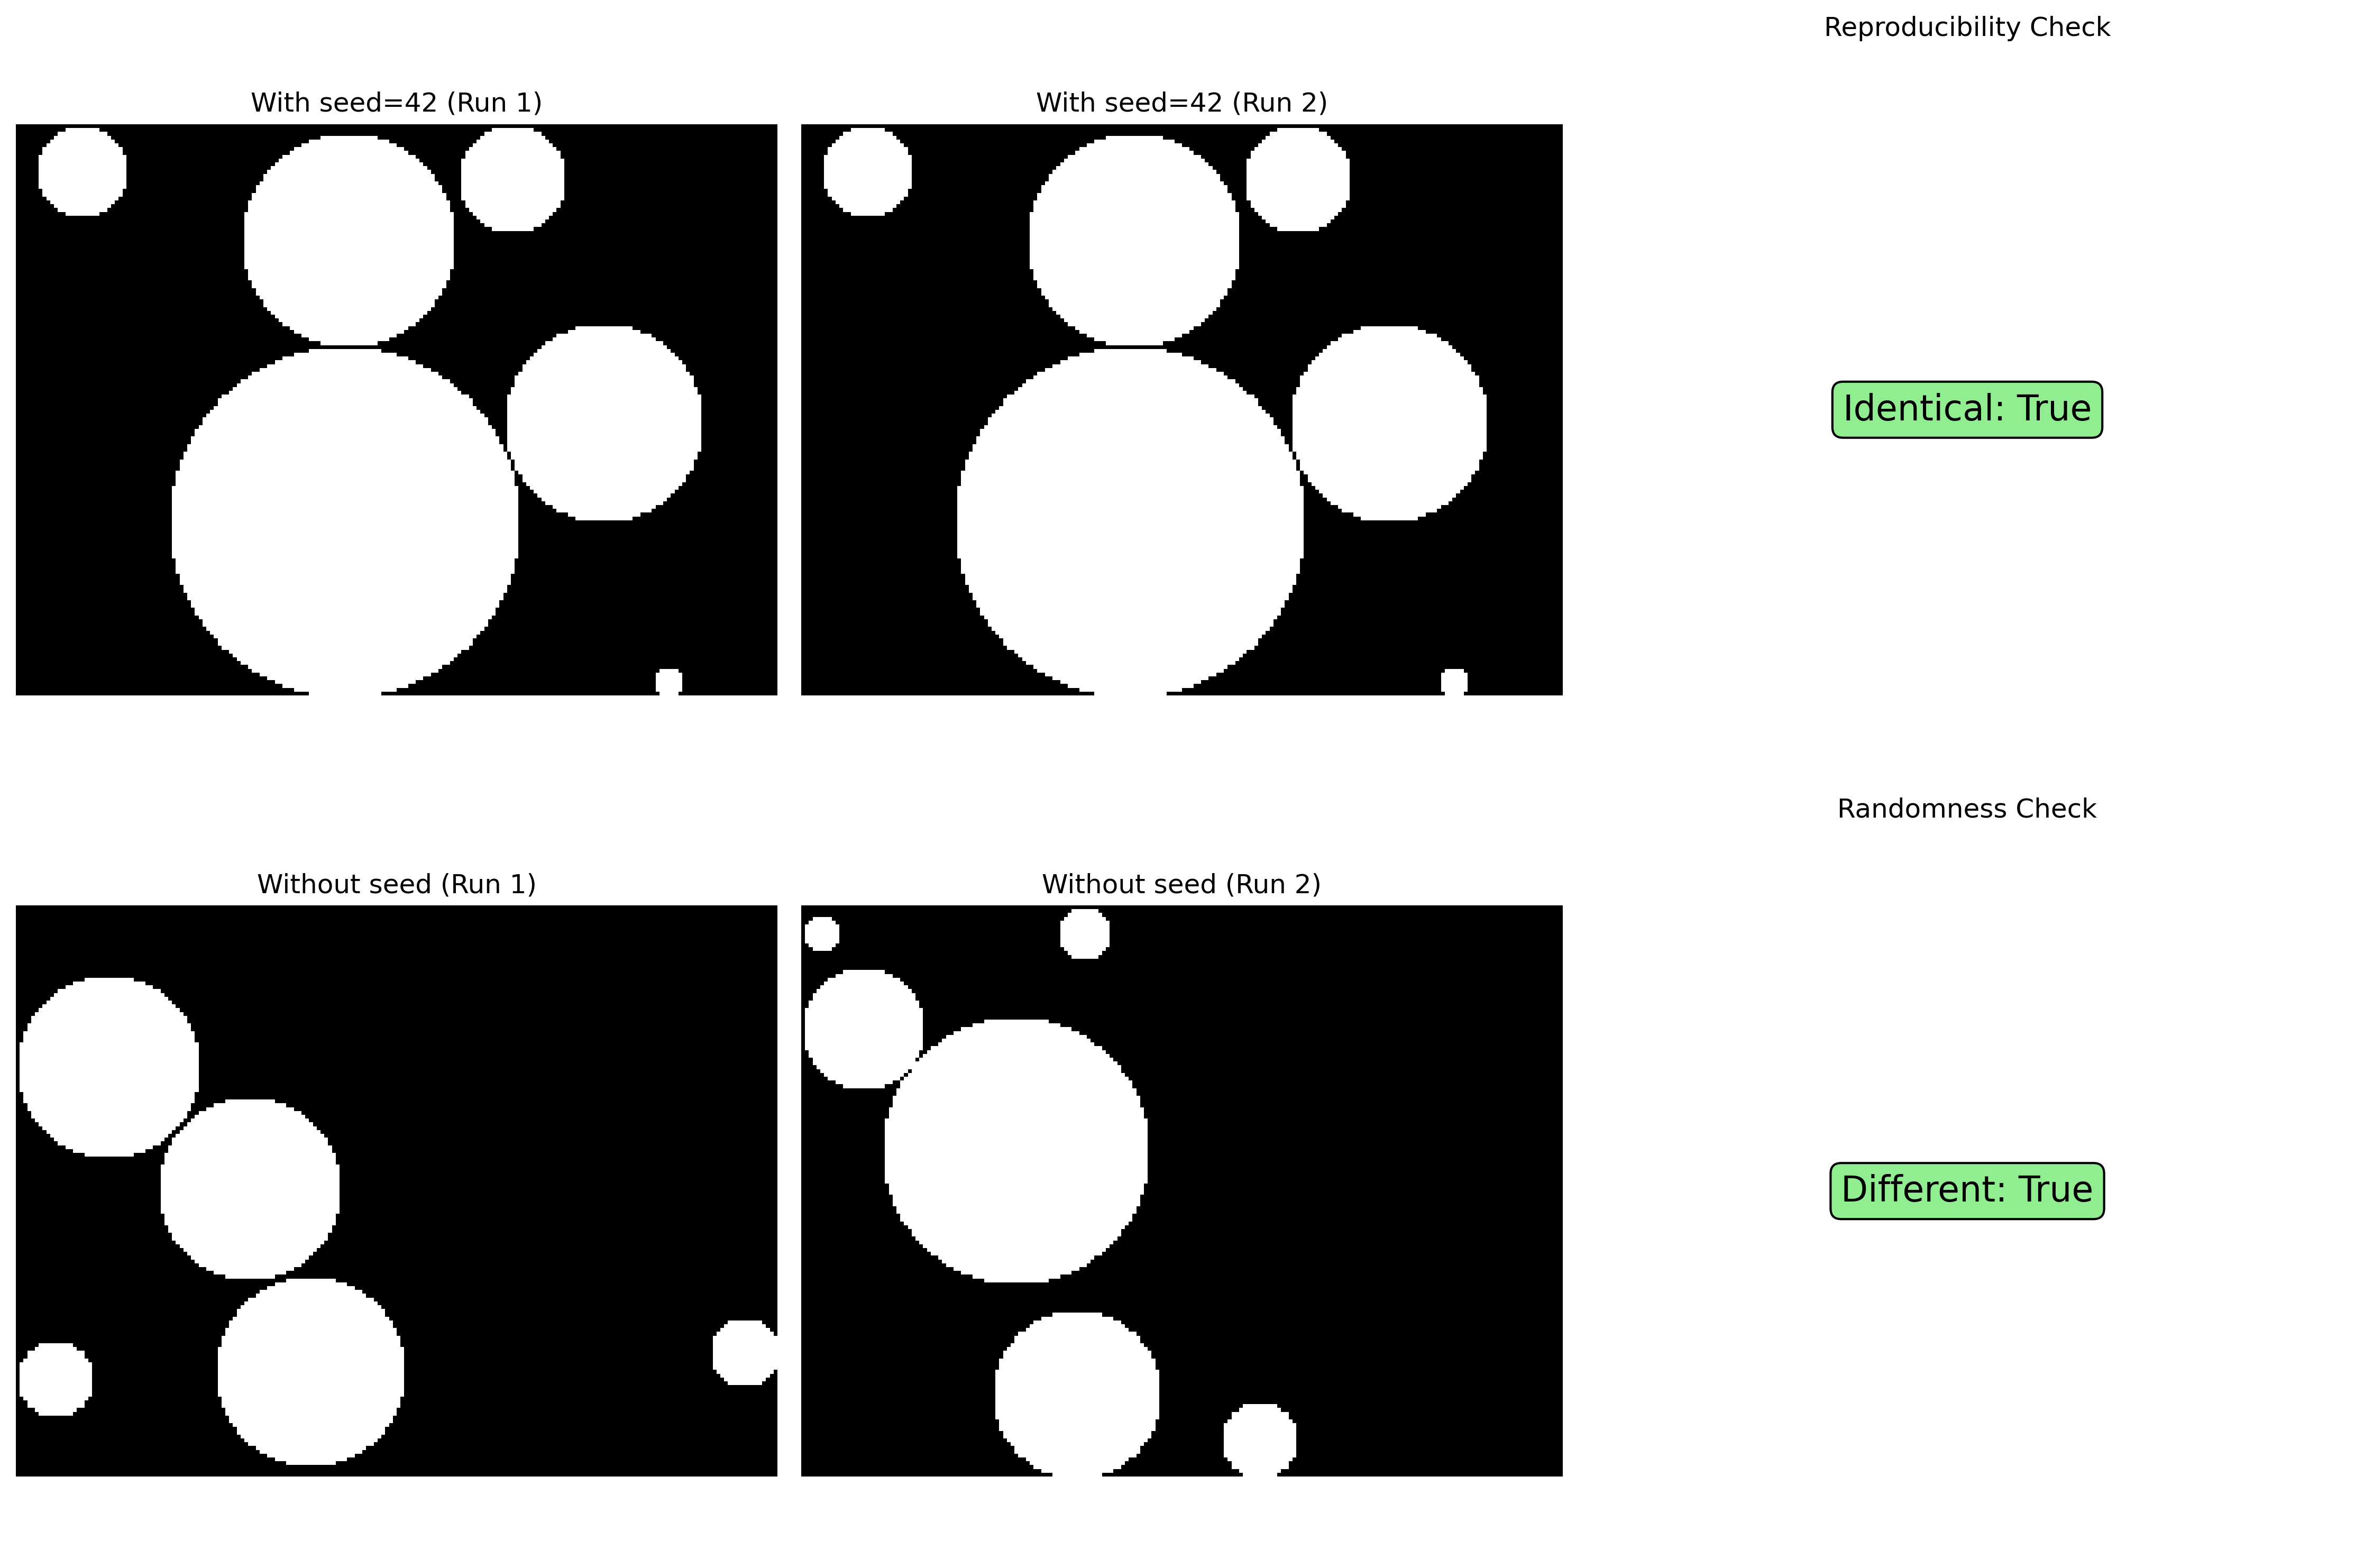 Reproducibility Check
With seed=42 (Run 1)
With seed=42 (Run 2)
Identical: True
Randomness Check
Without seed (Run 1)
Without seed (Run 2)
Different: True